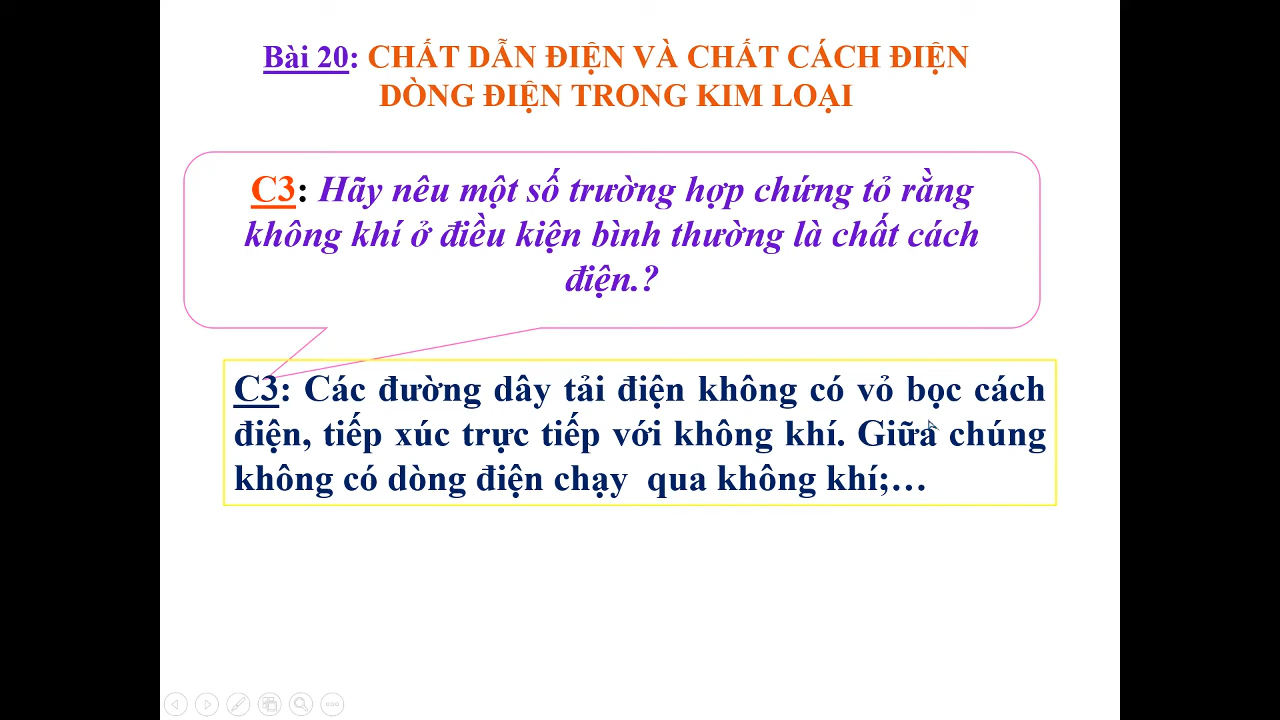 Bài 20: CHẤT DẪN ĐIỆN VÀ CHẤT CÁCH ĐIỆN
DÒNG ĐIỆN TRONG KIM LOẠI
C3: Hãy nêu một số trường hợp chứng tỏ rằng
không khí ở điều kiện bình thường là chất cách
điện.?
C3: Các đường dây tải điện không có vỏ bọc cách
điện, tiếp xúc trực tiếp với không khí. Giữa chúng
không có dòng điện chạy qua không khí;...